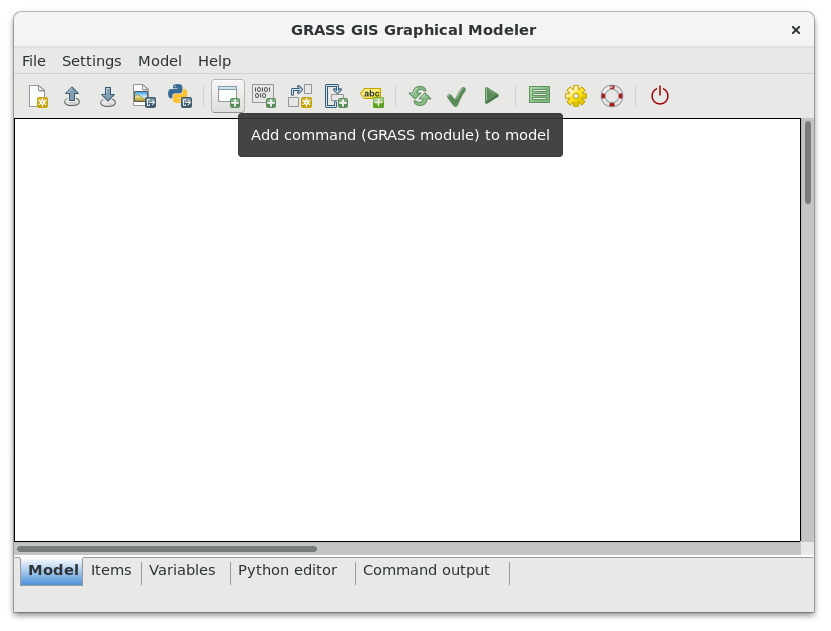 GRASS GIS Graphical Modeler
File Settings Model Help
abc
Add command (GRASS module) to model
Model Items Variables Python editor Command output